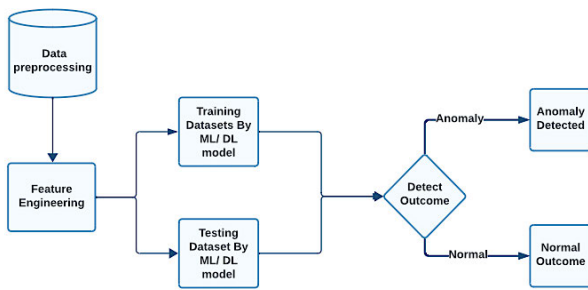 Data
preprocessing
Feature
Engineering
Training
Datasets By
ML/ DL
model
Testing
Dataset By
ML/ DL
model
Detect
Outcome
Anomaly
Anomaly
Detected
Normal
Normal
Outcome